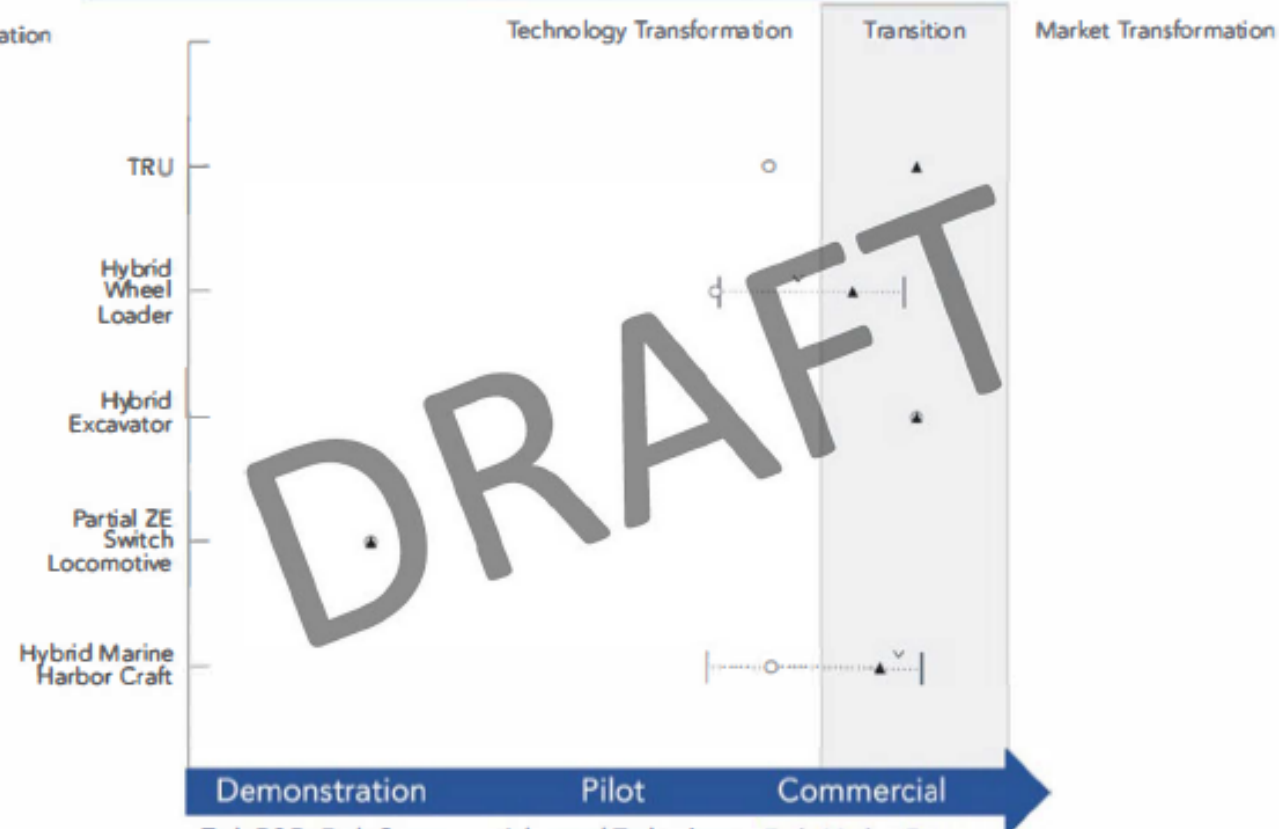 ation
Technology Transformation
Transition
Market Transformation
TRU
Hybrid
Wheel
Loader
Hybrid
Excavator
Partial ZE
Switch
Locomotive
Hybrid Marine
Harbor Craft
DRAFT
Demonstration
Pilot
Commercial